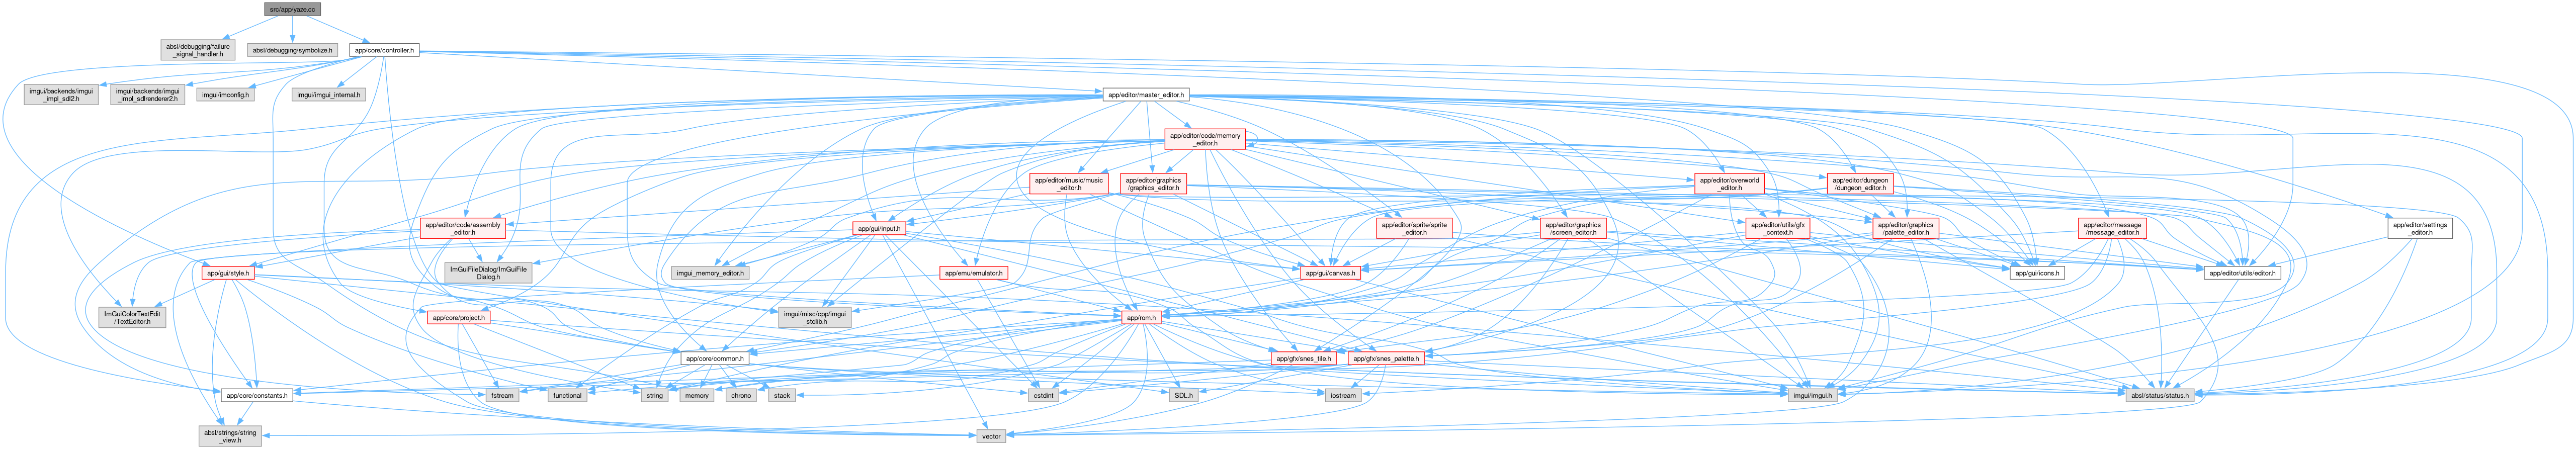 src/app/yaze.cc
absl/debugging/failure
_signal_handler.h
absl/debugging/symbolize.h
app/core/controller.h
imgui/backends/imgui
_impl_sdl2.h
imgui/backends/imgui
_impl_sdlrenderer2.h
imgui/imconfig.h
imgui/imgui_internal.h
app/editor/master_editor.h
app/editor/code/memory
_editor.h
app/editor/music/music
_editor.h
app/editor/graphics
/graphics_editor.h
app/editor/overworld
_editor.h
app/editor/dungeon
/dungeon_editor.h
app/editor/code/assembly
_editor.h
app/gui/input.h
app/editor/sprite/sprite
_editor.h
app/editor/graphics
/screen_editor.h
app/editor/utils/gfx
_context.h
app/editor/graphics
/palette_editor.h
app/editor/message
/message_editor.h
app/editor/settings
_editor.h
app/gui/style.h
ImGuiFileDialog/ImGuiFile
Dialog.h
imgui_memory_editor.h
app/emu/emulator.h
app/gui/canvas.h
app/gui/icons.h
app/editor/utils/editor.h
ImGuiColorTextEdit
/TextEditor.h
app/core/project.h
imgui/misc/cpp/imgui
_stdlib.h
app/rom.h
app/core/common.h
app/gfx/snes_tile.h
app/gfx/snes_palette.h
app/core/constants.h
fstream
functional
string
memory
chrono
stack
cstdint
SDL.h
iostream
imgui/imgui.h
absl/status/status.h
absl/strings/string
_view.h
vector